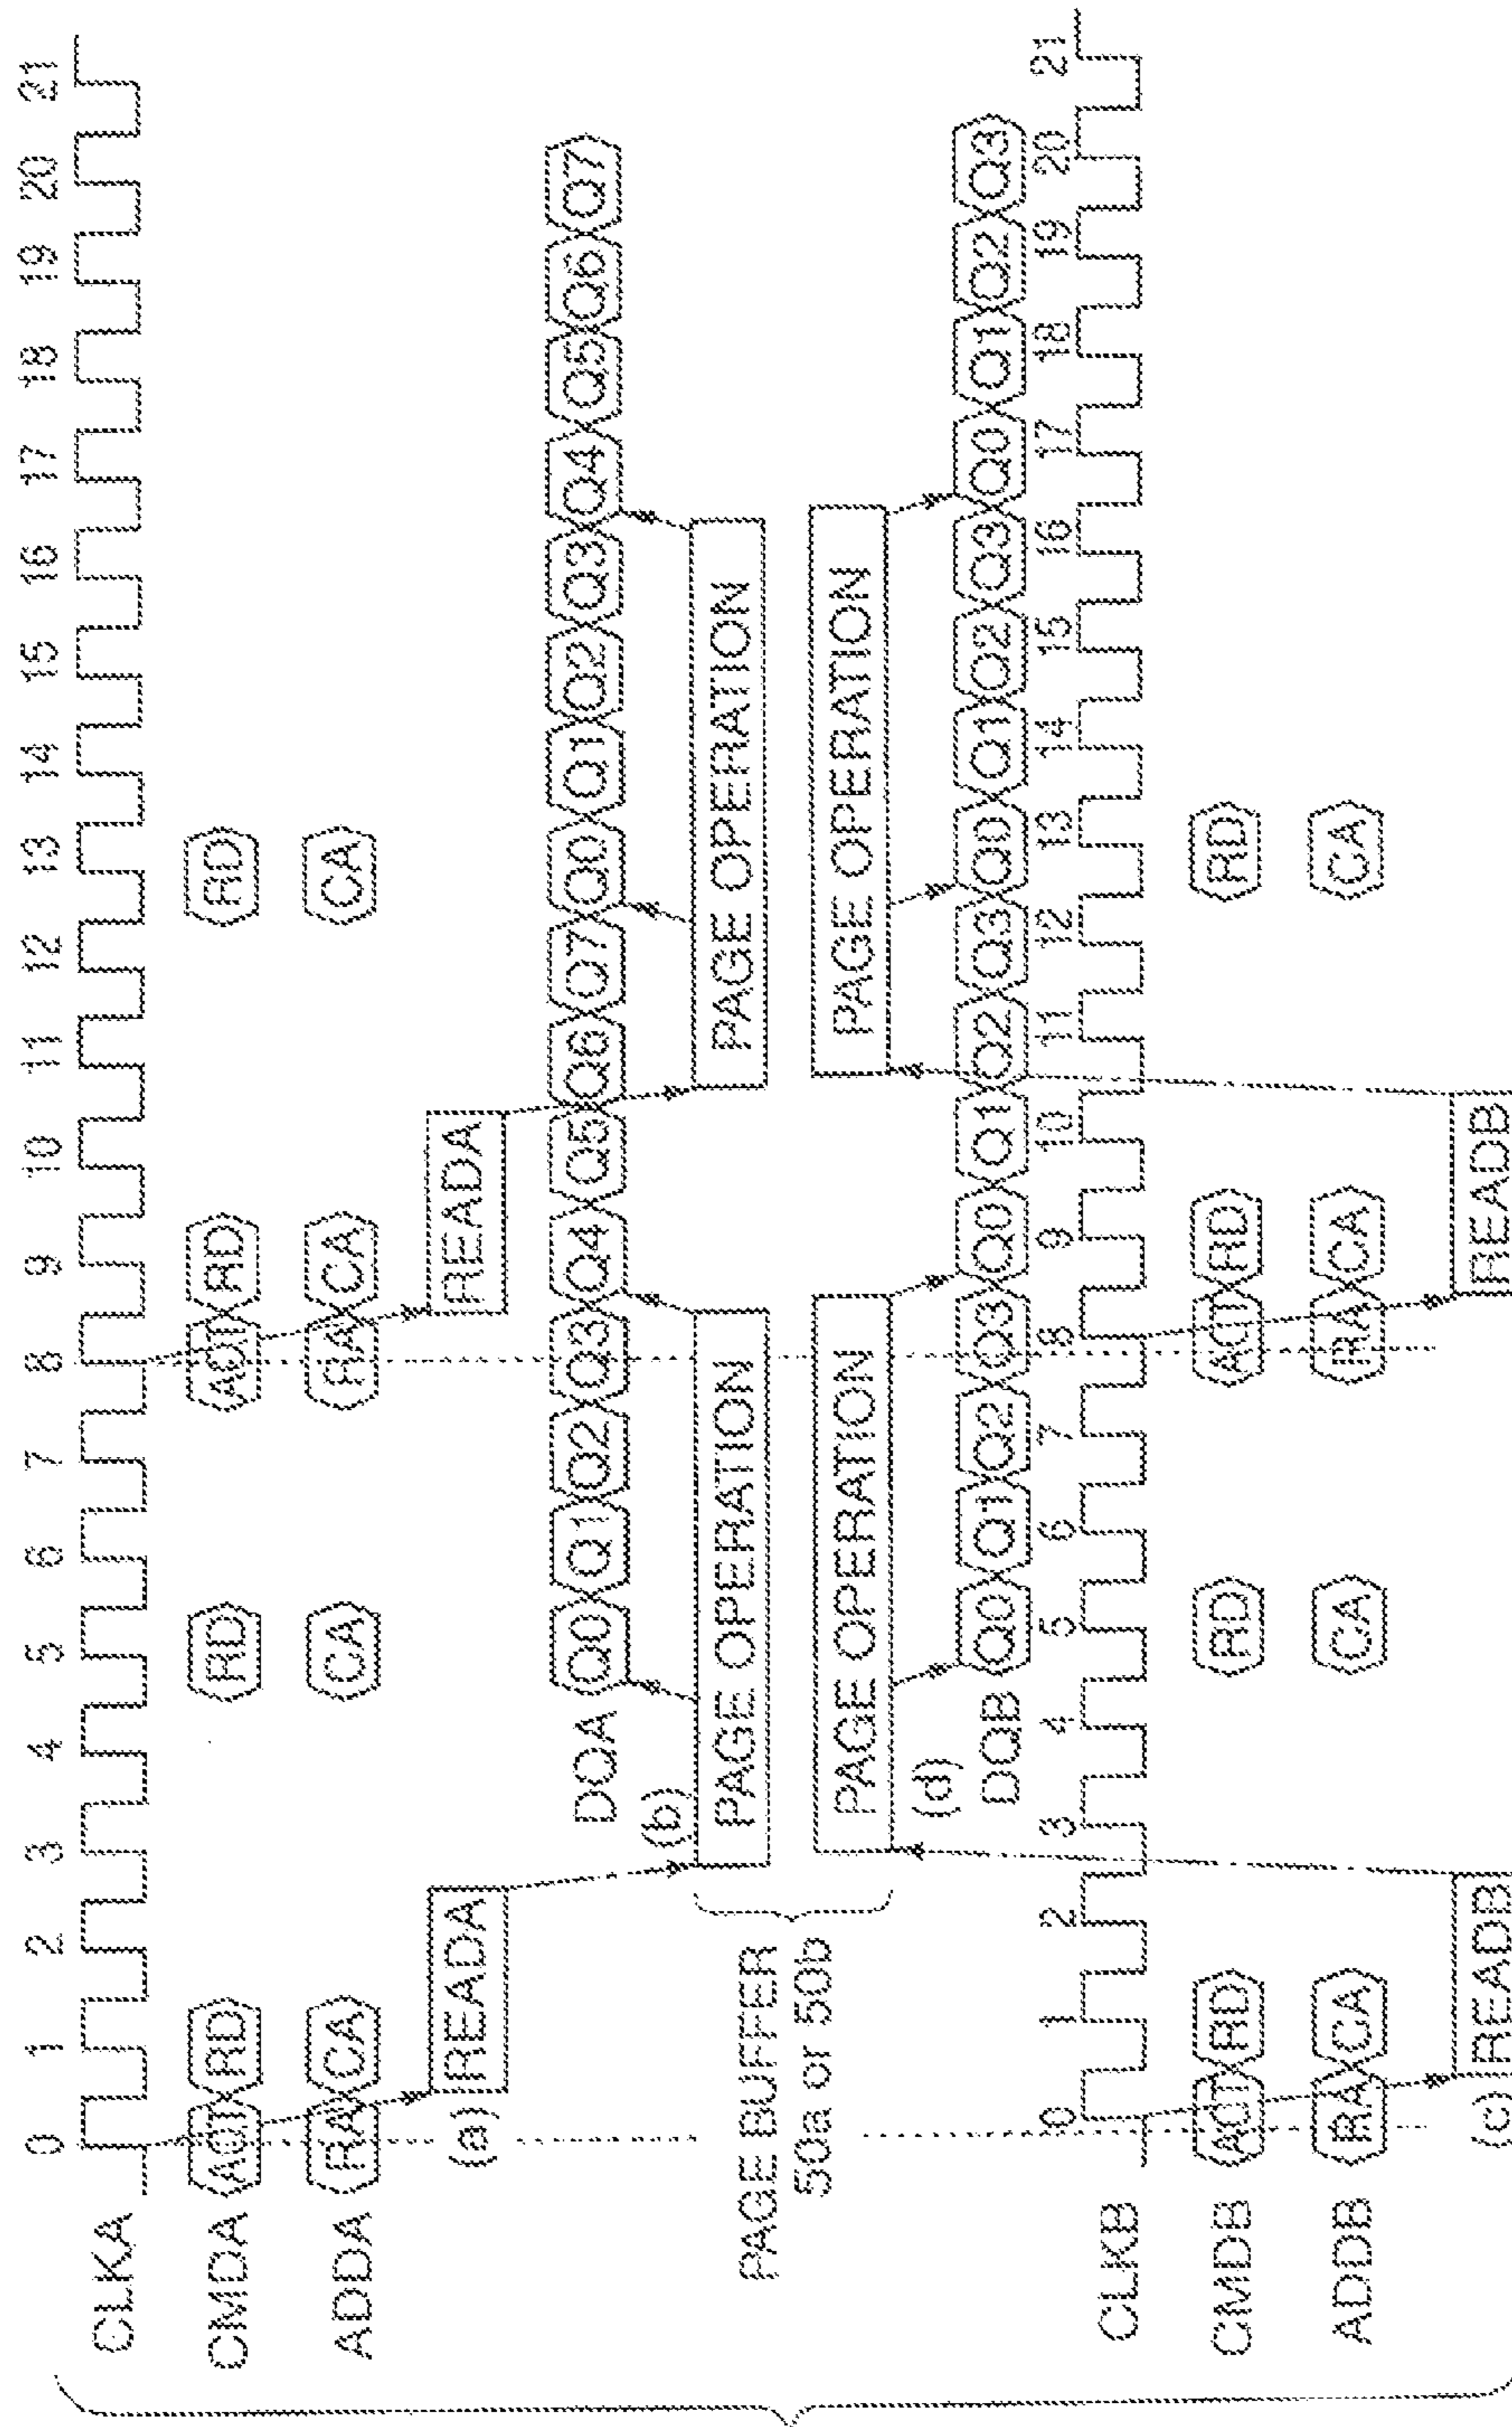 0 1 2 3 4 5 6 7 8 9 10 11 12 13 14 15 16 17 18 19 20 21
CLKA
CMDA ACT RD RD ACT RD RD
ADDA RA CA CA RA CA CA
(a) READA READA
DQA Q0 Q1 Q2 Q3 Q4 Q5 Q6 Q7 Q0 Q1 Q2 Q3 Q4 Q5 Q6 Q7
(b)
PAGE OPERATION PAGE OPERATION
PAGE BUFFER
50a or 50b
PAGE OPERATION PAGE OPERATION
(d)
DQB Q0 Q1 Q2 Q3 Q0 Q1 Q2 Q3 Q0 Q1 Q2 Q3 Q0 Q1 Q2 Q3
0 1 2 3 4 5 6 7 8 9 10 11 12 13 14 15 16 17 18 19 20 21
CLKB
CMDB ACT RD RD ACT RD RD
ADDB RA CA CA RA CA CA
(c) READB READB